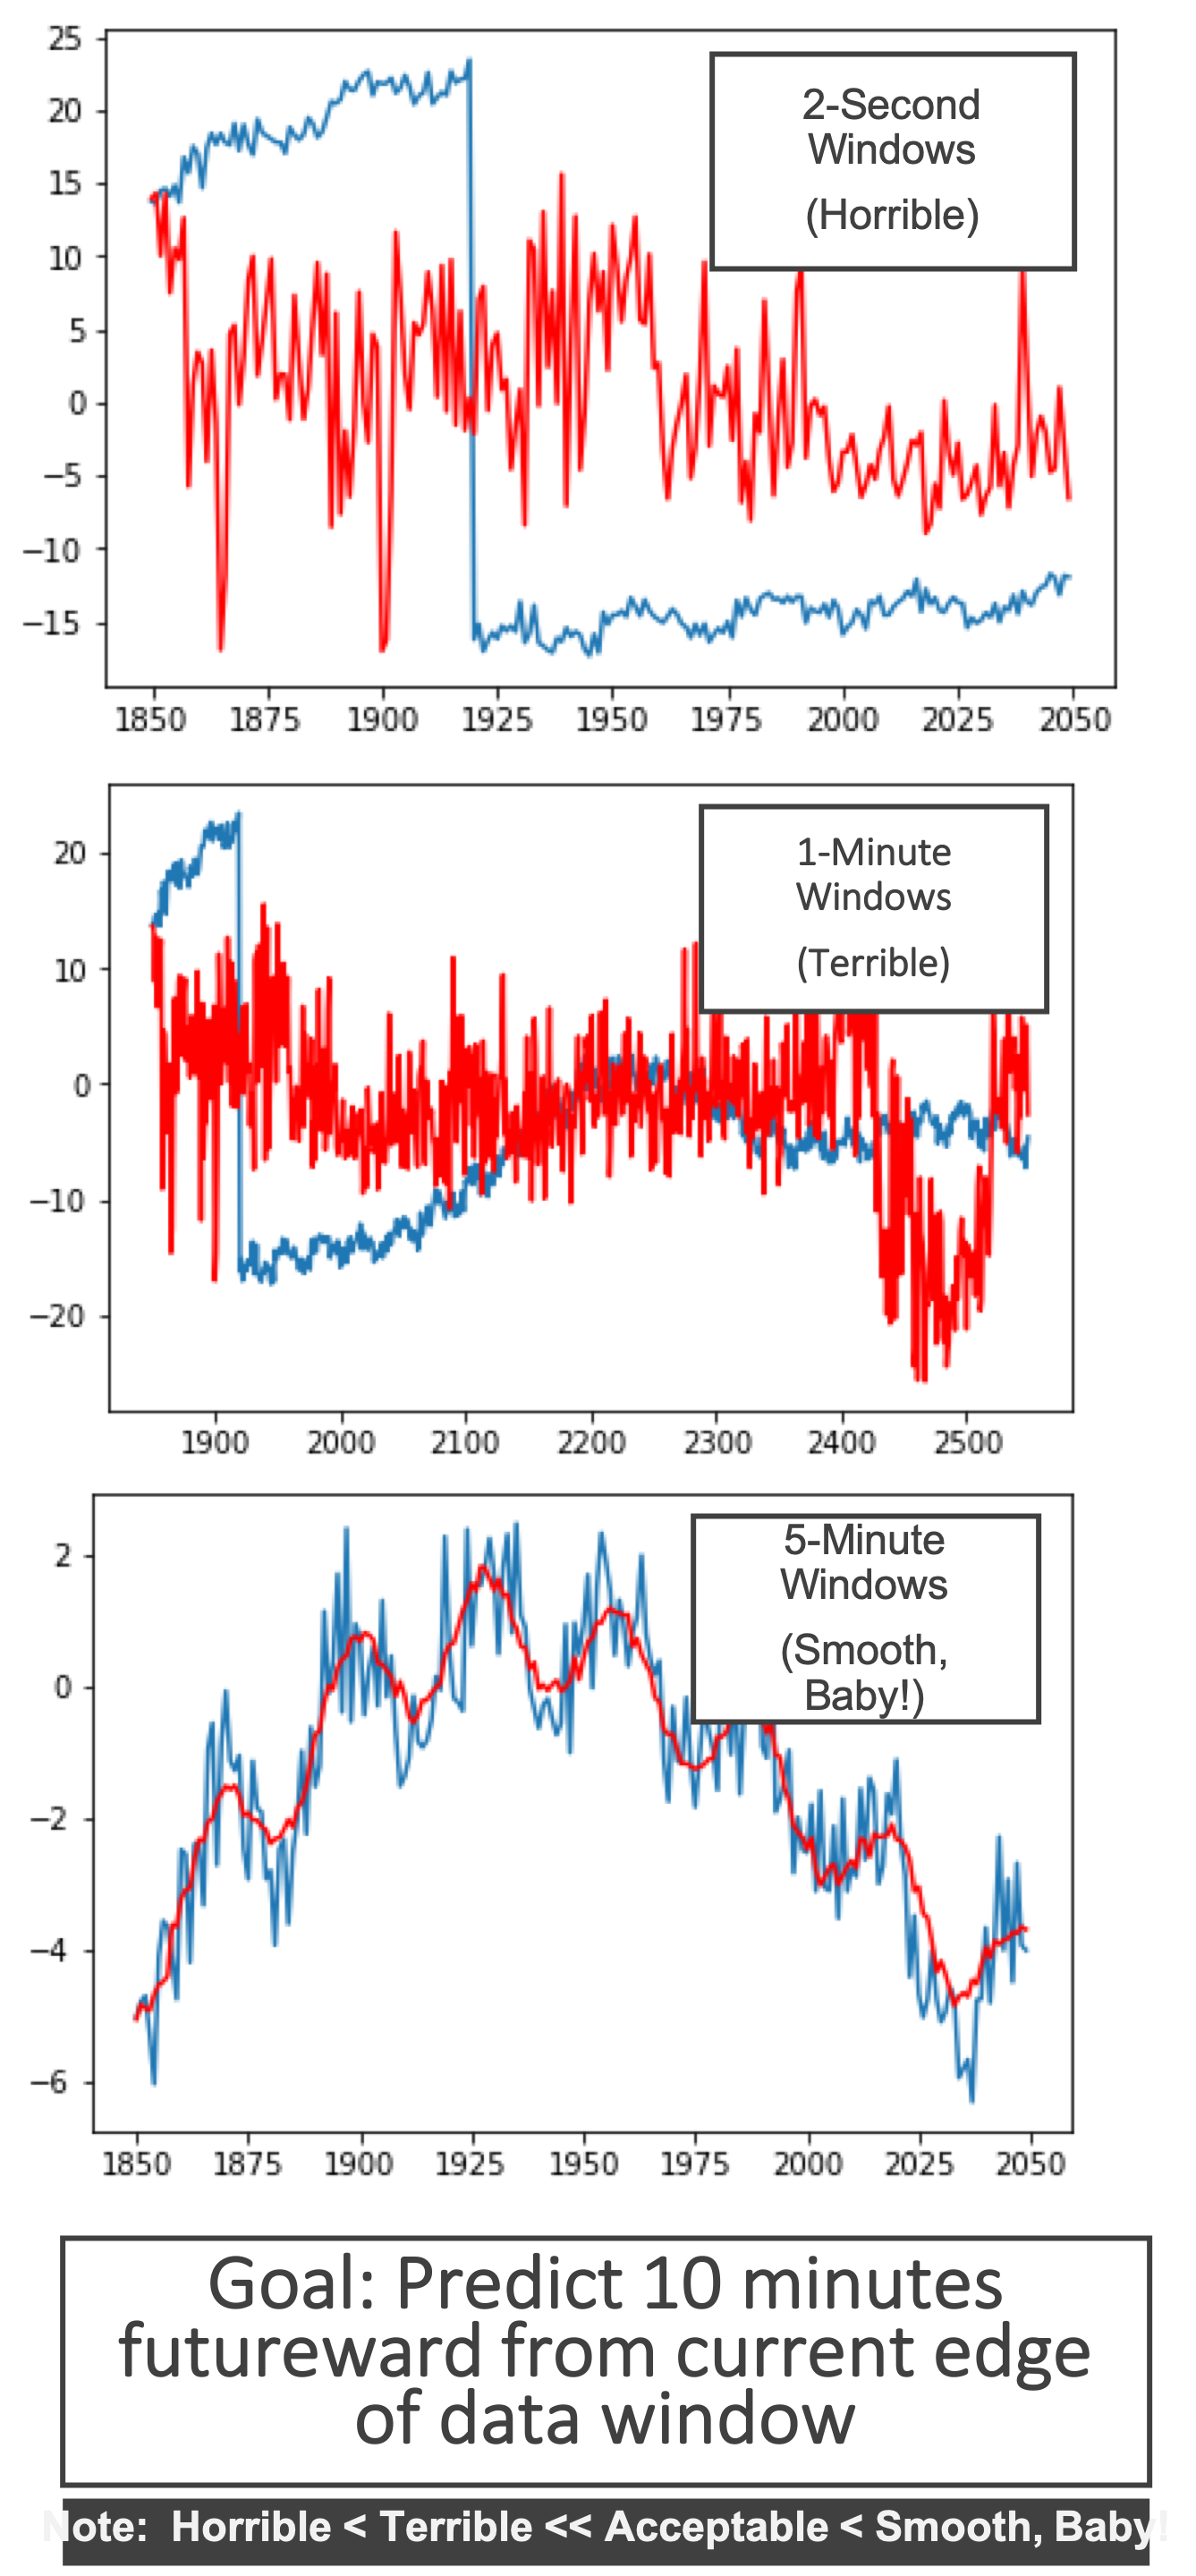 25
20
15
10
5
0
−5
−10
−15
2-Second
Windows
(Horrible)
1850 1875 1900 1925 1950 1975 2000 2025 2050
20
10
0
−10
−20
1-Minute
Windows
(Terrible)
1900 2000 2100 2200 2300 2400 2500
2
0
−2
−4
−6
5-Minute
Windows
(Smooth,
Baby!)
1850 1875 1900 1925 1950 1975 2000 2025 2050
Goal: Predict 10 minutes
futureward from current edge
of data window
Note: Horrible < Terrible << Acceptable < Smooth, Baby!